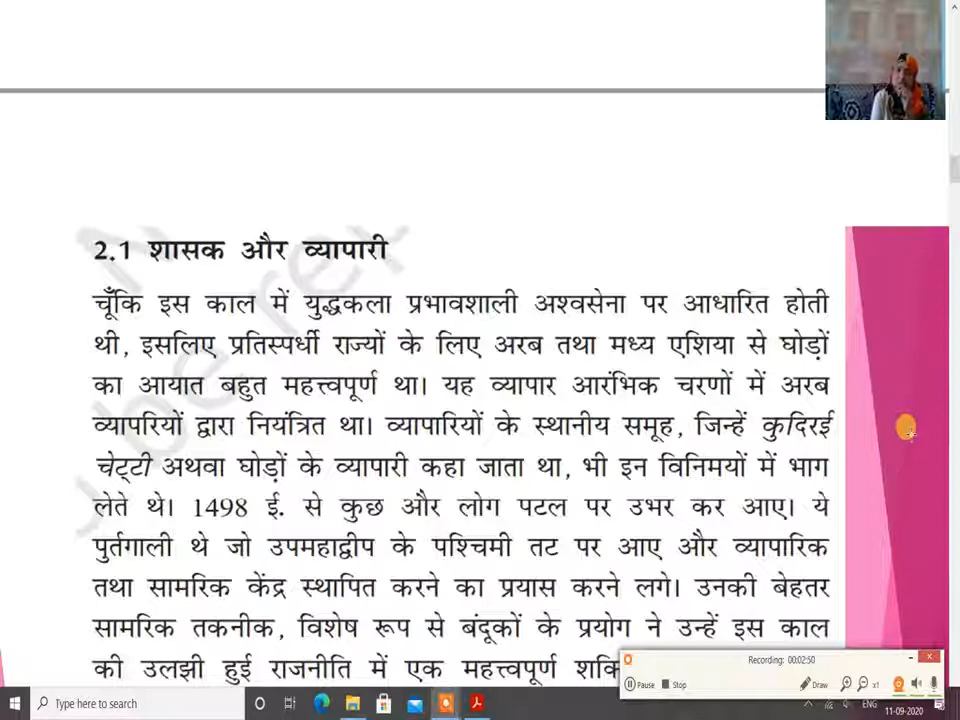 2.1 शासक और व्यापारी
चूँकि इस काल में युद्धकला प्रभावशाली अश्वसेना पर आधारित होती
थी, इसलिए प्रतिस्पर्धी राज्यों के लिए अरब तथा मध्य एशिया से घोड़ों
का आयात बहुत महत्त्वपूर्ण था। यह व्यापार आरंभिक चरणों में अरब
व्यापरियों द्वारा नियंत्रित था। व्यापारियों के स्थानीय समूह, जिन्हें कुदिरई
चेट्टी अथवा घोड़ों के व्यापारी कहा जाता था, भी इन विनिमयों में भाग
लेते थे। 1498 ई. से कुछ और लोग पटल पर उभर कर आए। ये
पुर्तगाली थे जो उपमहाद्वीप के पश्चिमी तट पर आए और व्यापारिक
तथा सामरिक केंद्र स्थापित करने का प्रयास करने लगे। उनकी बेहतर
सामरिक तकनीक, विशेष रूप से बंदूकों के प्रयोग ने उन्हें इस काल
की उलझी हुई राजनीति में एक महत्त्वपूर्ण
Recording: 00:02:50
Pause Stop Draw x1
Type here to search
ENG
11-09-2020